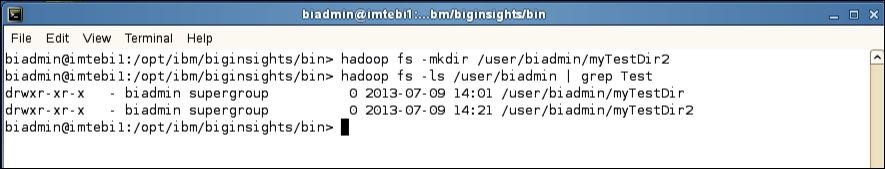 biadmin@imtebi1:...bm/biginsights/bin
File Edit View Terminal Help
biadmin@imtebi1:/opt/ibm/biginsights/bin> hadoop fs -mkdir /user/biadmin/myTestDir2
biadmin@imtebi1:/opt/ibm/biginsights/bin> hadoop fs -ls /user/biadmin | grep Test
drwxr-xr-x   - biadmin supergroup          0 2013-07-09 14:01 /user/biadmin/myTestDir
drwxr-xr-x   - biadmin supergroup          0 2013-07-09 14:21 /user/biadmin/myTestDir2
biadmin@imtebi1:/opt/ibm/biginsights/bin>